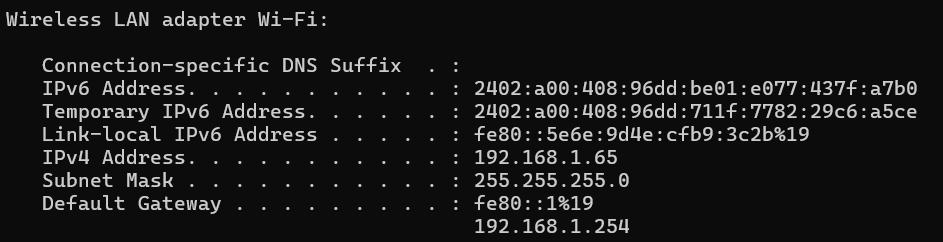 Wireless LAN adapter Wi-Fi:
Connection-specific DNS Suffix  . :
IPv6 Address. . . . . . . . . . . : 2402:a00:408:96dd:be01:e077:437f:a7b0
Temporary IPv6 Address. . . . . . : 2402:a00:408:96dd:711f:7782:29c6:a5ce
Link-local IPv6 Address . . . . . : fe80::5e6e:9d4e:cfb9:3c2b%19
IPv4 Address. . . . . . . . . . . : 192.168.1.65
Subnet Mask . . . . . . . . . . . : 255.255.255.0
Default Gateway . . . . . . . . . : fe80::1%19
192.168.1.254